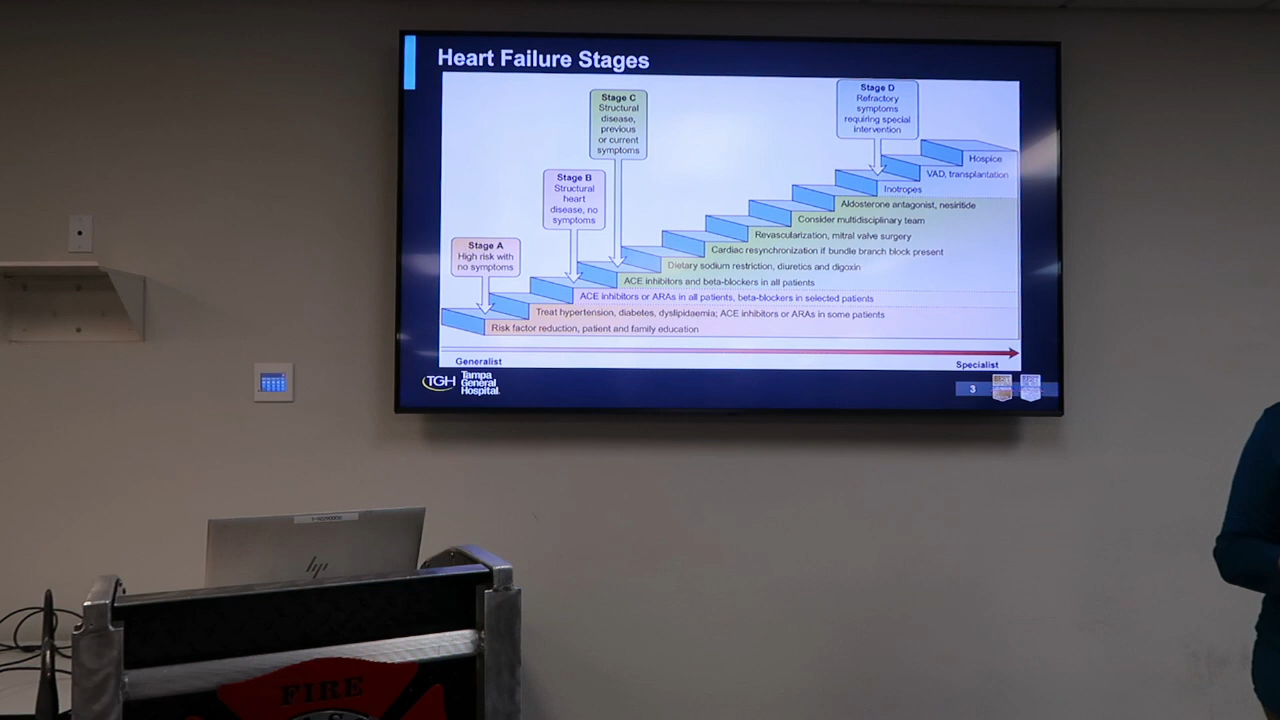 Heart Failure Stages
Stage D
Refractory
symptoms
requiring special
intervention
Stage C
Structural
disease,
previous
or current
symptoms
Stage B
Structural
heart
disease, no
symptoms
Stage A
High risk with
no symptoms
Hospice
VAD, transplantation
Inotropes
Aldosterone antagonist, nesiritide
Consider multidisciplinary team
Revascularization, mitral valve surgery
Cardiac resynchronization if bundle branch block present
Dietary sodium restriction, diuretics and digoxin
ACE inhibitors and beta-blockers in all patients
ACE inhibitors or ARAs in all patients, beta-blockers in selected patients
Treat hypertension, diabetes, dyslipidaemia; ACE inhibitors or ARAs in some patients
Risk factor reduction, patient and family education
Generalist
Specialist
TGH
Tampa
General
Hospital.
3
hp
FIRE